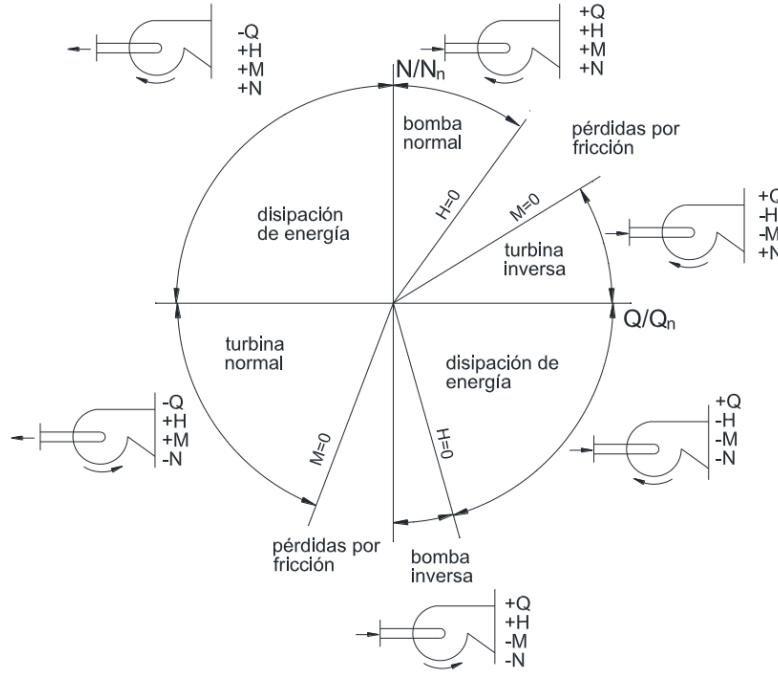 -Q
+H
+M
+N
+Q
+H
+M
+N
N/Nn
bomba
normal
pérdidas por
fricción
H=0
M=0
disipación
de energía
turbina
inversa
+Q
-H
-M
+N
Q/Qn
turbina
normal
disipación de
energía
-Q
+H
+M
-N
+Q
-H
-M
-N
M=0
H=0
pérdidas por
fricción
bomba
inversa
+Q
+H
-M
-N